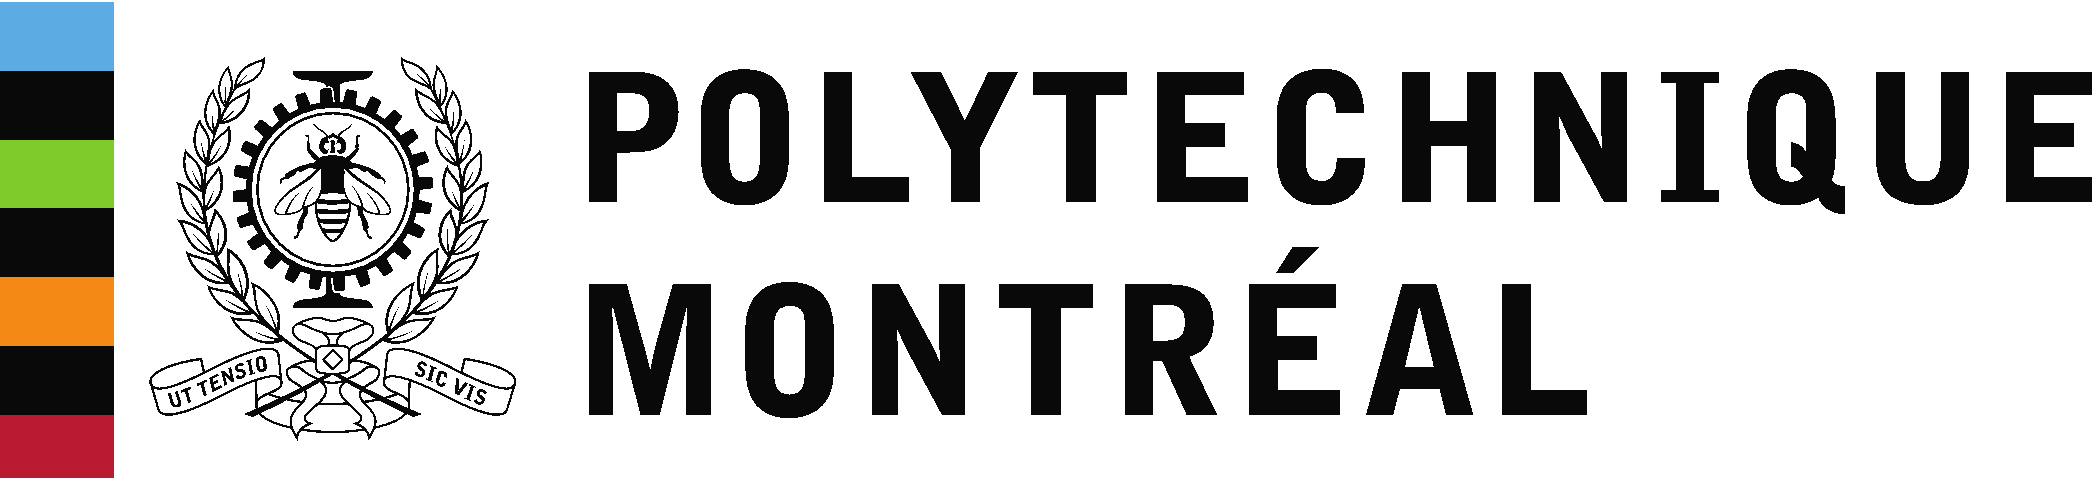 POLYTECHNIQUE
MONTRÉAL
UT TENSIO SIC VIS